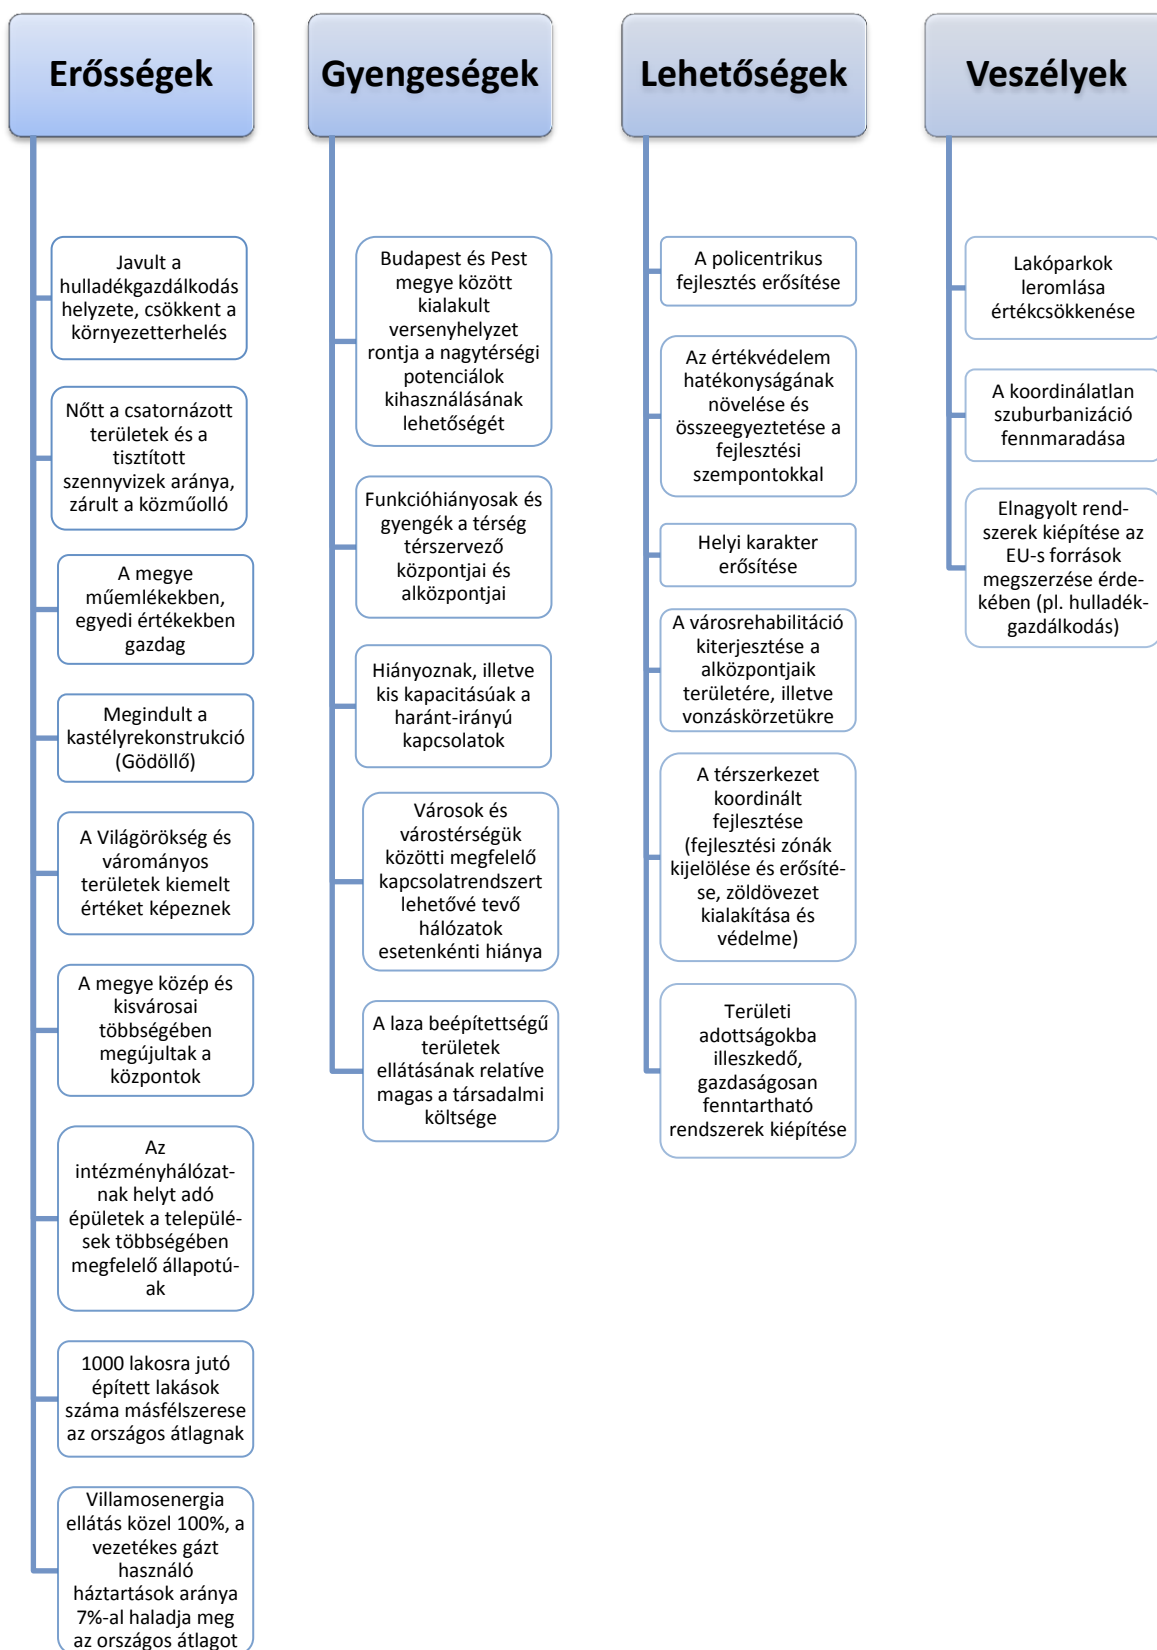 Erősségek
Javult a
hulladékgazdálkodás
helyzete, csökkent a
környezetterhelés
Nőtt a csatornázott
területek és a
tisztított
szennyvizek aránya,
zárult a közműolló
A megye
műemlékekben,
egyedi értékekben
gazdag
Megindult a
kastélyrekonstrukció
(Gödöllő)
A Világörökség és
várományos
területek kiemelt
értéket képeznek
A megye közép és
kisvárosai
többségében
megújultak a
központok
Az
intézményhálózat-
nak helyt adó
épületek a települé-
sek többségében
megfelelő állapotú-
ak
1000 lakosra jutó
épített lakások
száma másfélszerese
az országos átlagnak
Villamosenergia
ellátás közel 100%, a
vezetékes gázt
használó
háztartások aránya
7%-al haladja meg
az országos átlagot
Gyengeségek
Budapest és Pest
megye között
kialakult
versenyhelyzet
rontja a nagytérségi
potenciálok
kihasználásának
lehetőségét
Funkcióhiányosak és
gyengék a térség
térszervező
központjai és
alközpontjai
Hiányoznak, illetve
kis kapacitásúak a
haránt-irányú
kapcsolatok
Városok és
várostérségük
közötti megfelelő
kapcsolatrendszert
lehetővé tevő
hálózatok
esetenkénti hiánya
A laza beépítettségű
területek
ellátásának relatíve
magas a társadalmi
költsége
Lehetőségek
A policentrikus
fejlesztés erősítése
Az értékvédelem
hatékonyságának
növelése és
összeegyeztetése a
fejlesztési
szempontokkal
Helyi karakter
erősítése
A városrehabilitáció
kiterjesztése a
alközpontjaik
területére, illetve
vonzáskörzetükre
A térszerkezet
koordinált
fejlesztése
(fejlesztési zónák
kijelölése és erősíté-
se, zöldövezet
kialakítása és
védelme)
Területi
adottságokba
illeszkedő,
gazdaságosan
fenntartható
rendszerek kiépítése
Veszélyek
Lakóparkok
leromlása
értékcsökkenése
A koordinálatlan
szuburbanizáció
fennmaradása
Elnagyolt rend-
szerek kiépítése az
EU-s források
megszerzése érde-
kében (pl. hulladék-
gazdálkodás)